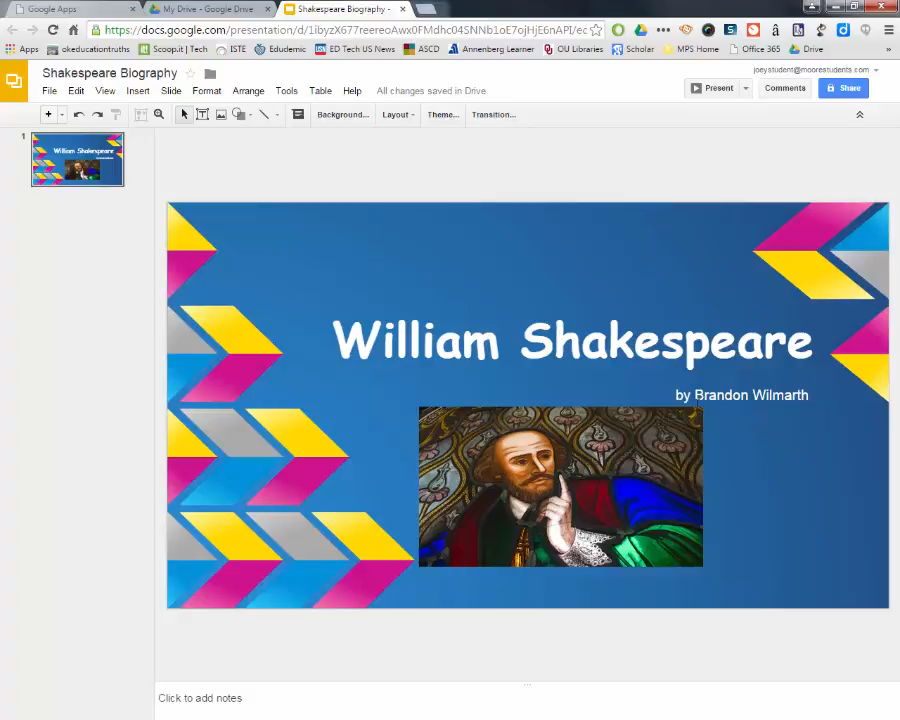 Google Apps
My Drive - Google Drive
Shakespeare Biography -
https://docs.google.com/presentation/d/1ibyzX677reereoAwx0FMdhc04SNNb1oE7ojHjE6nAPI/ec
Apps
okeducationtruths
Scoop.it | Tech
ISTE
Edudemic
ED Tech US News
ASCD
Annenberg Learner
OU Libraries
Scholar
MPS Home
Office 365
Drive
»
Shakespeare Biography
joeystudent@moorestudents.com
File Edit View Insert Slide Format Arrange Tools Table Help All changes saved in Drive
Present
Comments
Share
Background...
Layout
Theme...
Transition...
1
William Shakespeare
William Shakespeare
by Brandon Wilmarth
Click to add notes